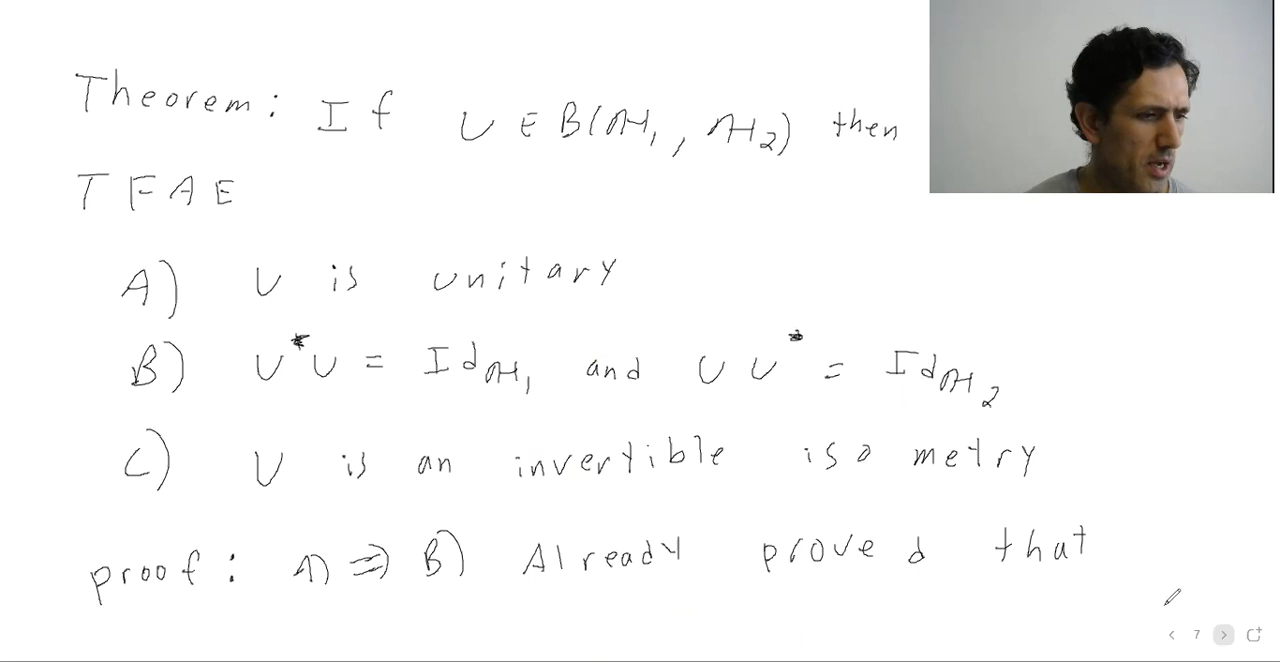 Theorem: If U ∈ B(H₁, H₂) then
TFAE
A) U is unitary
B) U*U = Id_H₁ and UU* = Id_H₂
C) U is an invertible isometry
proof: A) ⇒ B) Already proved that
7